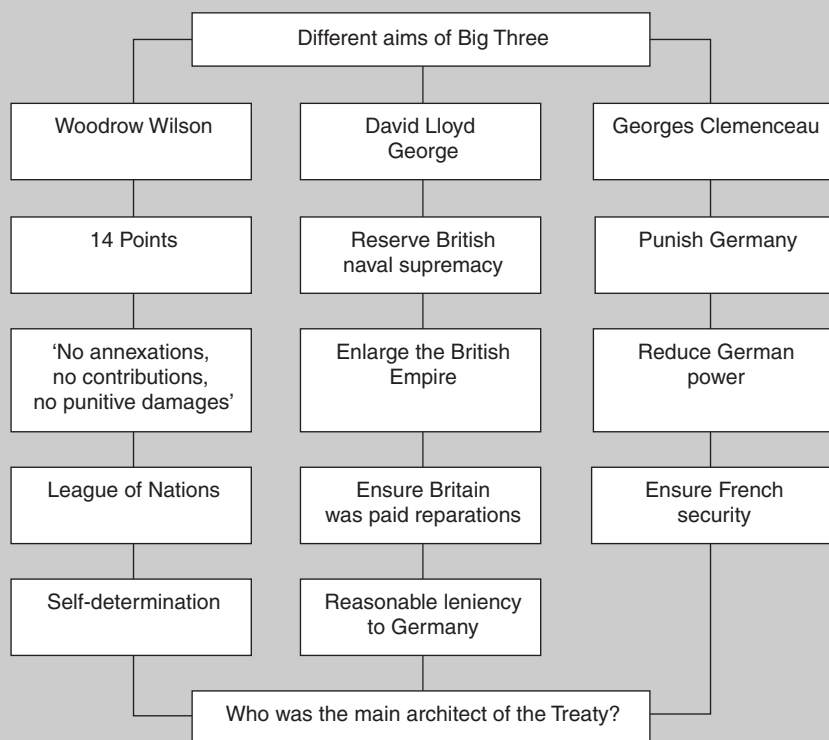 Different aims of Big Three
Woodrow Wilson
David Lloyd
George
Georges Clemenceau
14 Points
Reserve British
naval supremacy
Punish Germany
‘No annexations,
no contributions,
no punitive damages’
Enlarge the British
Empire
Reduce German
power
League of Nations
Ensure Britain
was paid reparations
Ensure French
security
Self-determination
Reasonable leniency
to Germany
Who was the main architect of the Treaty?